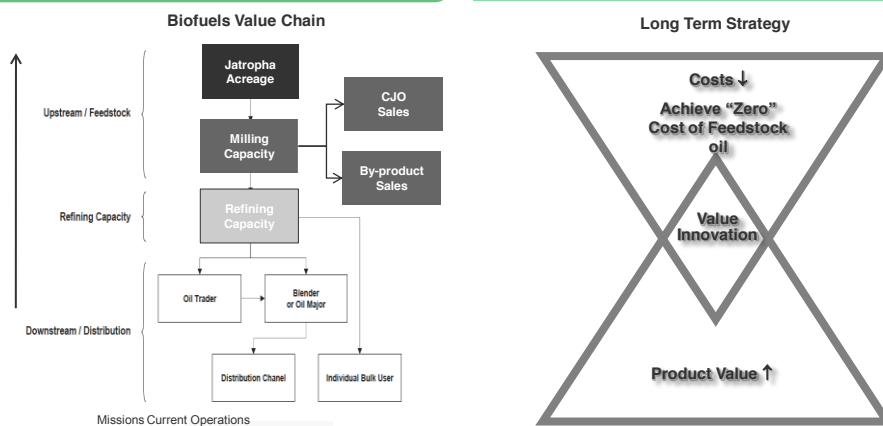 Biofuels Value Chain
Jatropha
Acreage
Upstream / Feedstock
CJO
Sales
Milling
Capacity
By-product
Sales
Refining Capacity
Refining
Capacity
Oil Trader
Blender
or Oil Major
Downstream / Distribution
Distribution Chanel
Individual Bulk User
Missions Current Operations
Long Term Strategy
Costs ↓
Achieve “Zero”
Cost of Feedstock
oil
Value
Innovation
Product Value ↑